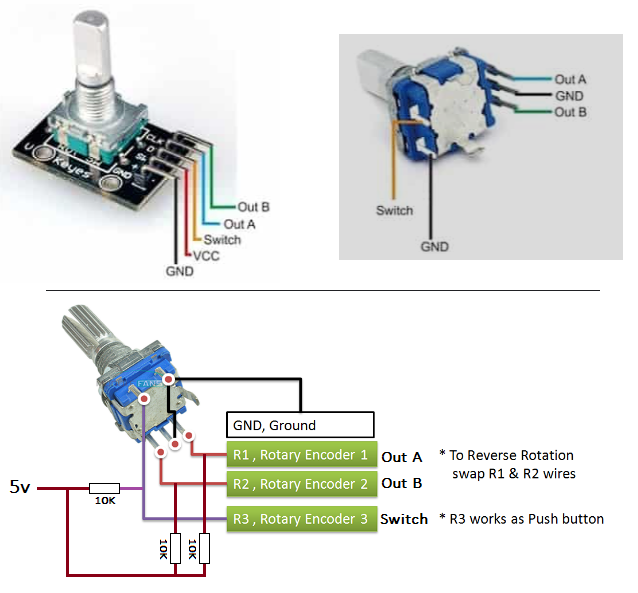 CLK
SW
+
GND
Keyes
Out B
Out A
Switch
VCC
GND
Out A
GND
Out B
Switch
GND
FANS
GND, Ground
R1 , Rotary Encoder 1
Out A
* To Reverse Rotation
swap R1 & R2 wires
R2 , Rotary Encoder 2
Out B
5v
10K
R3 , Rotary Encoder 3
Switch
* R3 works as Push button
10K
10K